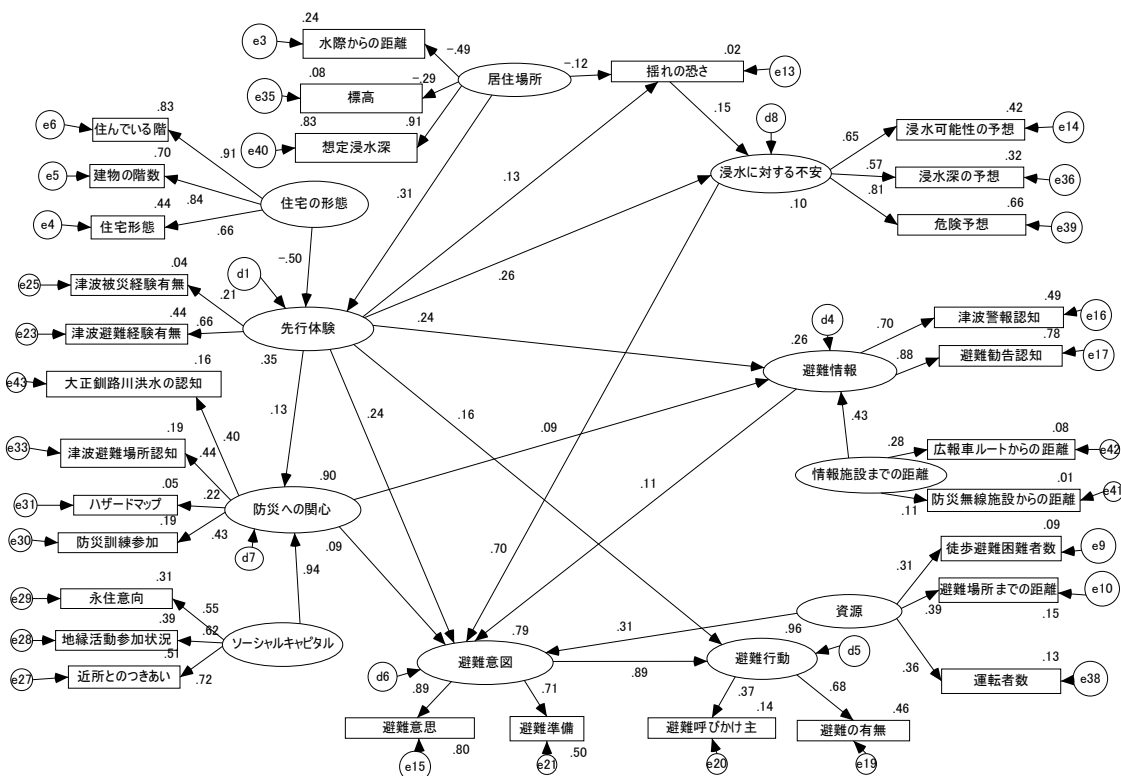 .24
e3
水際からの距離
-.49
.08
e35
標高
-.29
.83
e40
想定浸水深
.91
居住場所
-.12
.02
揺れの恐さ
e13
.15
d8
浸水に対する不安
.10
.65
.42
浸水可能性の予想
e14
.57
.32
浸水深の予想
e36
.81
.66
危険予想
e39
.83
e6
住んでいる階
.91
.70
e5
建物の階数
.84
.44
e4
住宅形態
.66
住宅の形態
.31
.13
-.50
.26
.04
e25
津波被災経験有無
.21
d1
.44
e23
津波避難経験有無
.66
先行体験
.35
.24
d4
.26
避難情報
.70
.49
津波警報認知
e16
.88
.78
避難勧告認知
e17
.16
e43
大正釧路川洪水の認知
.40
.13
.24
.16
.09
.43
.19
e33
津波避難場所認知
.44
.05
e31
ハザードマップ
.22
.19
e30
防災訓練参加
.43
.90
防災への関心
d7
.09
.94
.11
.70
.28
.08
広報車ルートからの距離
e42
情報施設までの距離
.11
.01
防災無線施設からの距離
e41
.31
e29
永住意向
.55
.39
e28
地縁活動参加状況
.62
.51
e27
近所とのつきあい
.72
ソーシャルキャピタル
資源
.31
.31
.09
徒歩避難困難者数
e9
.39
避難場所までの距離
.15
e10
.36
.13
運転者数
e38
.79
避難意図
d6
.89
.96
避難行動
d5
.89
避難意思
.80
e15
.71
避難準備
.50
e21
.37
避難呼びかけ主
.14
e20
.68
避難の有無
.46
e19